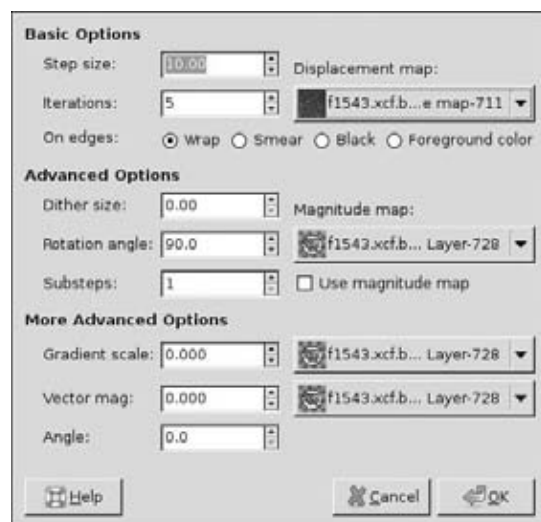 Basic Options
Step size: 10.00 Displacement map:
Iterations: 5 f1543.xcf.b...e map-711
On edges: Wrap Smear Black Foreground color
Advanced Options
Dither size: 0.00 Magnitude map:
Rotation angle: 90.0 f1543.xcf.b... Layer-728
Substeps: 1 Use magnitude map
More Advanced Options
Gradient scale: 0.000 f1543.xcf.b... Layer-728
Vector mag: 0.000 f1543.xcf.b... Layer-728
Angle: 0.0
Help Cancel OK